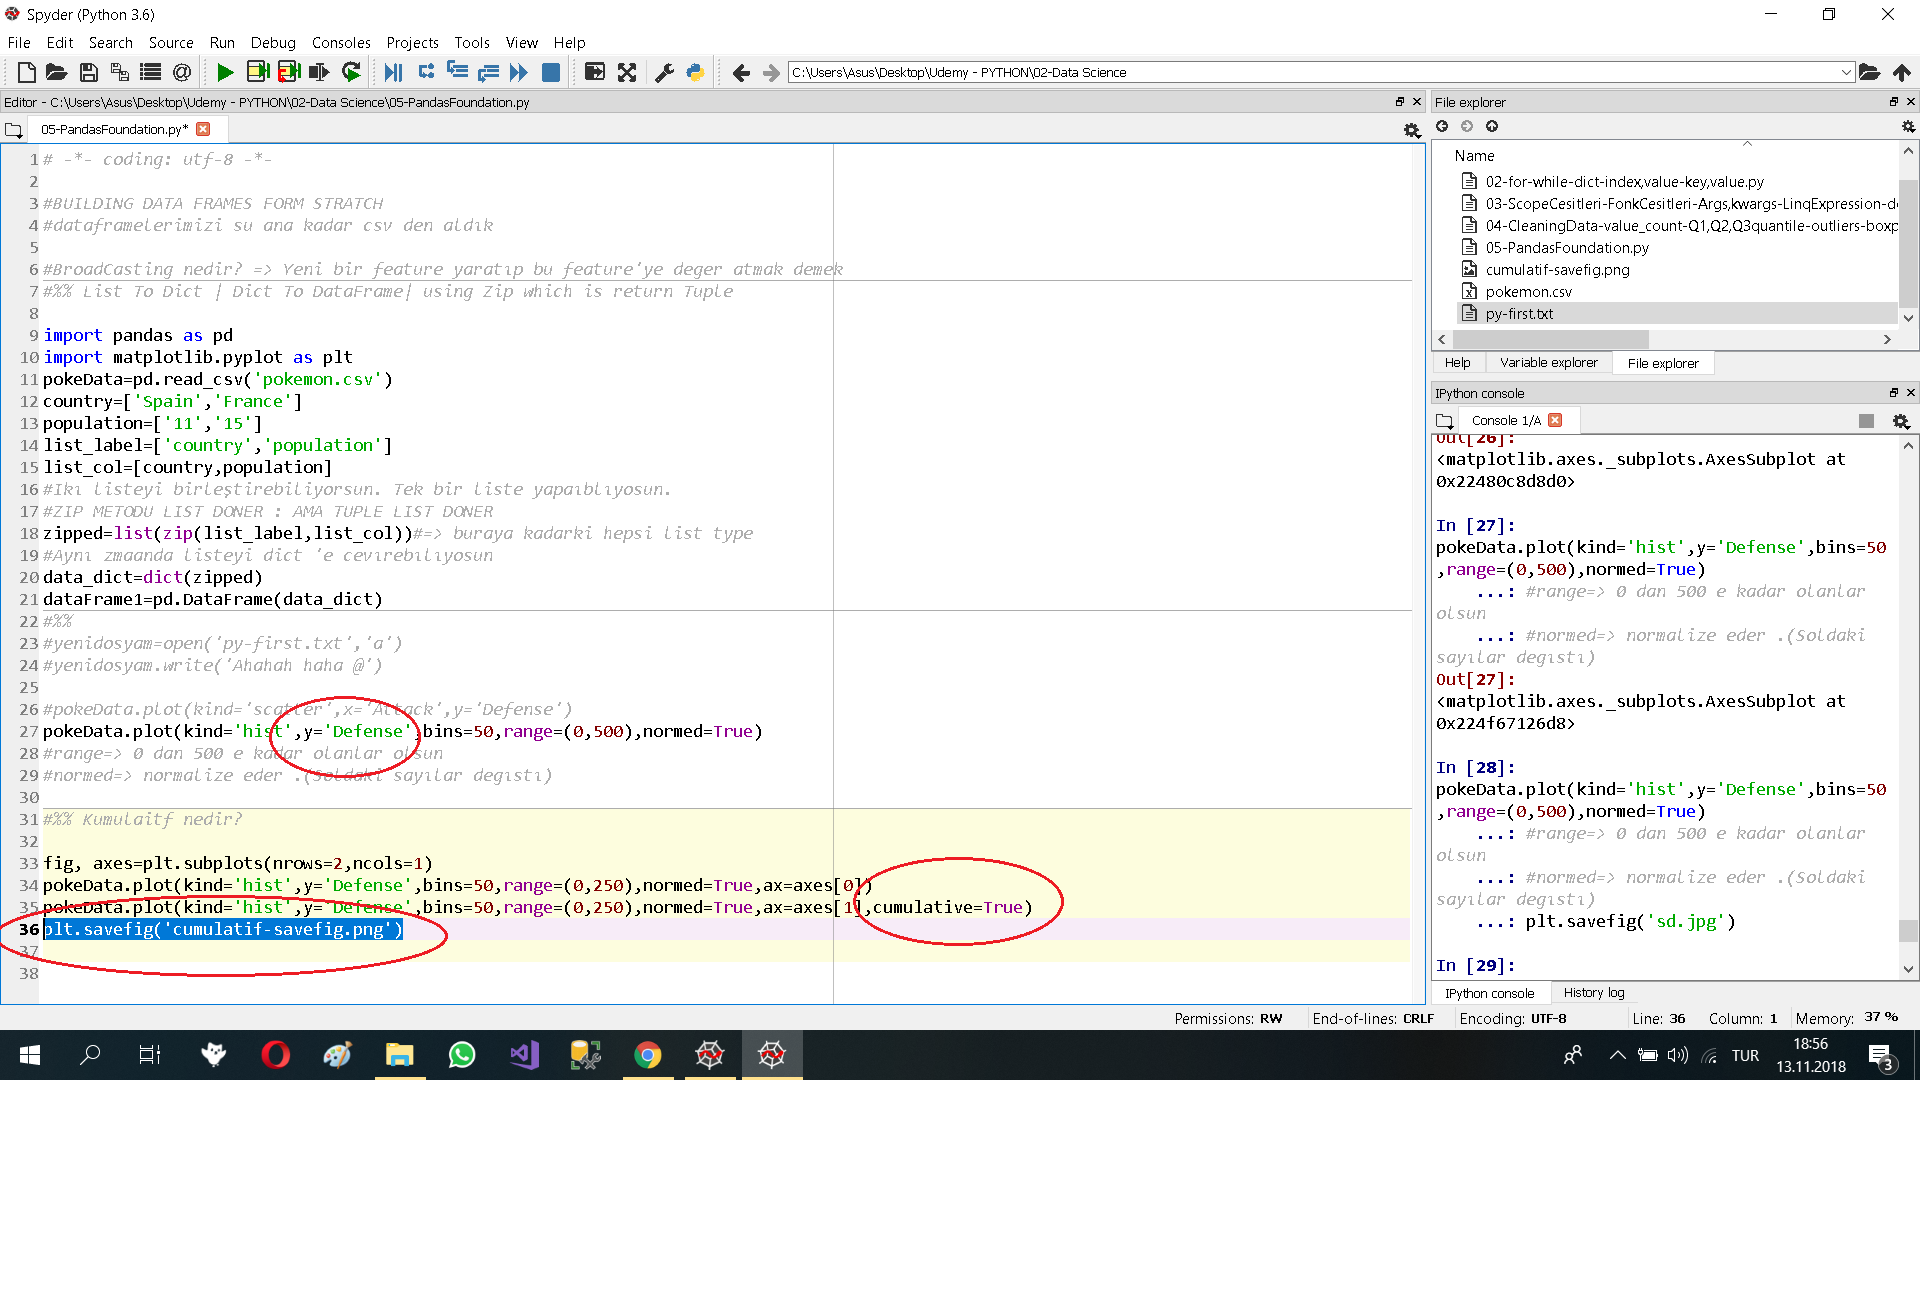 Spyder (Python 3.6)
File Edit Search Source Run Debug Consoles Projects Tools View Help
C:\Users\Asus\Desktop\Udemy - PYTHON\02-Data Science
Editor - C:\Users\Asus\Desktop\Udemy - PYTHON\02-Data Science\05-PandasFoundation.py
05-PandasFoundation.py*
1 # -*- coding: utf-8 -*-
2
3 #BUILDING DATA FRAMES FORM STRATCH
4 #dataframelerimizi su ana kadar csv den aldık
5
6 #BroadCasting nedir? => Yeni bir feature yaratıp bu feature'ye deger atmak demek
7 #%% List To Dict | Dict To DataFrame| using Zip which is return Tuple
8
9 import pandas as pd
10 import matplotlib.pyplot as plt
11 pokeData=pd.read_csv('pokemon.csv')
12 country=['Spain','France']
13 population=['11','15']
14 list_label=['country','population']
15 list_col=[country,population]
16 #Iki listeyi birleştirebiliyorsun. Tek bir liste yapaıblıyosun.
17 #ZIP METODU LIST DONER : AMA TUPLE LIST DONER
18 zipped=list(zip(list_label,list_col))#=> buraya kadarki hepsi list type
19 #Aynı zmaanda listeyi dict 'e cevırebılıyosun
20 data_dict=dict(zipped)
21 dataFrame1=pd.DataFrame(data_dict)
22 #%%
23 #yenidosyam=open('py-first.txt','a')
24 #yenidosyam.write('Ahahah haha @')
25
26 #pokeData.plot(kind='scatter',x='Attack',y='Defense')
27 pokeData.plot(kind='hist',y='Defense',bins=50,range=(0,500),normed=True)
28 #range=> 0 dan 500 e kadar olanlar olsun
29 #normed=> normalize eder .(Soldaki sayılar degıstı)
30
31 #%% Kumulaitf nedir?
32
33 fig, axes=plt.subplots(nrows=2,ncols=1)
34 pokeData.plot(kind='hist',y='Defense',bins=50,range=(0,250),normed=True,ax=axes[0])
35 pokeData.plot(kind='hist',y='Defense',bins=50,range=(0,250),normed=True,ax=axes[1],cumulative=True)
36 plt.savefig('cumulatif-savefig.png')
37
38
File explorer
Name
02-for-while-dict-index,value-key,value.py
03-ScopeCesitleri-FonkCesitleri-Args,kwargs-LinqExpression-de
04-CleaningData-value_count-Q1,Q2,Q3quantile-outliers-boxp
05-PandasFoundation.py
cumulatif-savefig.png
pokemon.csv
py-first.txt
Help Variable explorer File explorer
IPython console
Console 1/A
Out[26]:
<matplotlib.axes._subplots.AxesSubplot at
0x22480c8d8d0>
In [27]:
pokeData.plot(kind='hist',y='Defense',bins=50
,range=(0,500),normed=True)
...: #range=> 0 dan 500 e kadar olanlar
olsun
...: #normed=> normalize eder .(Soldaki
sayılar degıstı)
Out[27]:
<matplotlib.axes._subplots.AxesSubplot at
0x224f67126d8>
In [28]:
pokeData.plot(kind='hist',y='Defense',bins=50
,range=(0,500),normed=True)
...: #range=> 0 dan 500 e kadar olanlar
olsun
...: #normed=> normalize eder .(Soldaki
sayılar degıstı)
...: plt.savefig('sd.jpg')
In [29]:
IPython console History log
Permissions: RW End-of-lines: CRLF Encoding: UTF-8 Line: 36 Column: 1 Memory: 37 %
TUR
18:56
13.11.2018
3